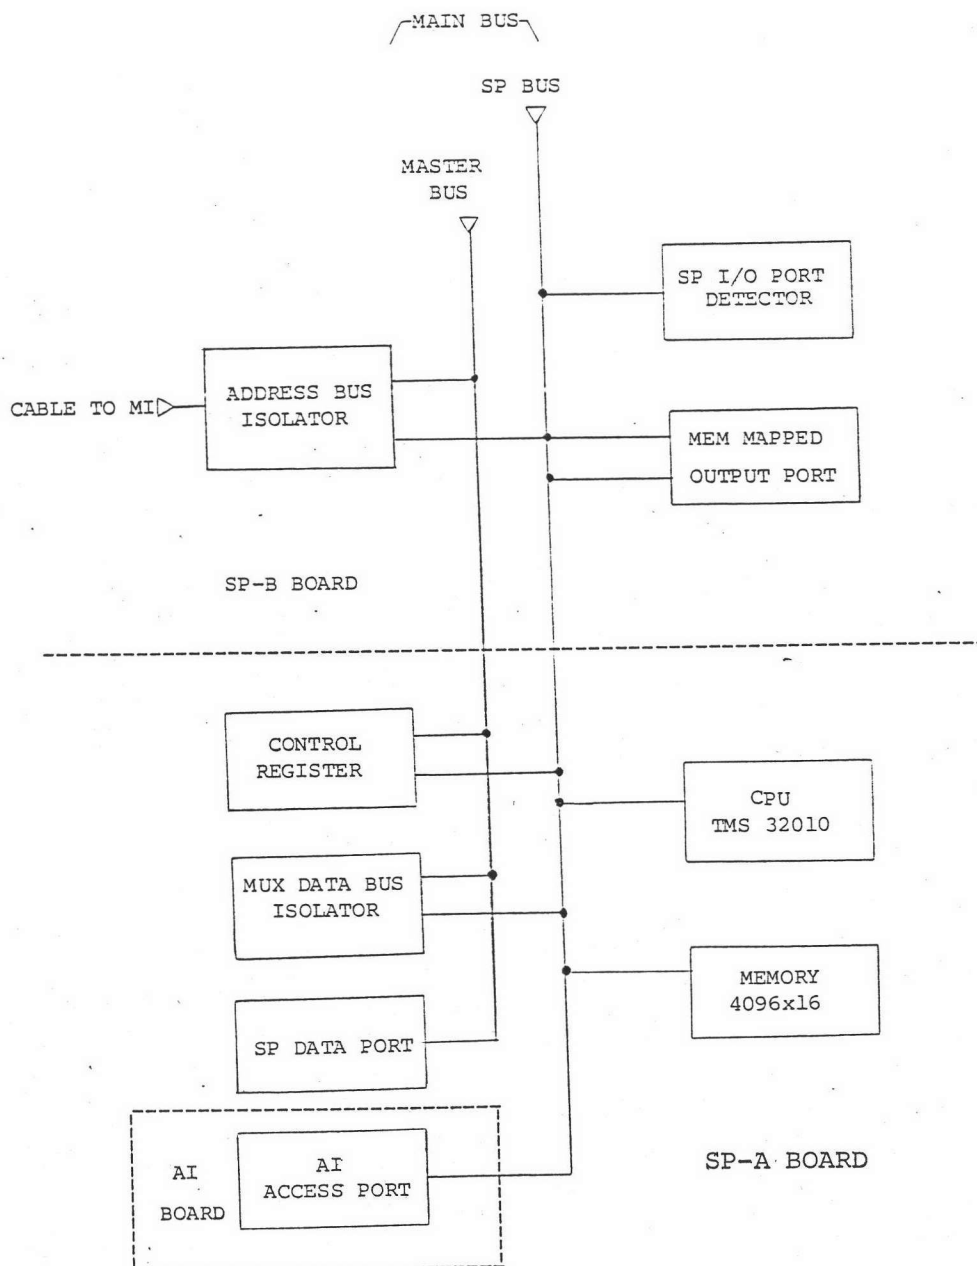 MAIN BUS
SP BUS
MASTER
BUS
SP I/O PORT
DETECTOR
ADDRESS BUS
ISOLATOR
CABLE TO MI
MEM MAPPED
OUTPUT PORT
SP-B BOARD
CONTROL
REGISTER
CPU
TMS 32010
MUX DATA BUS
ISOLATOR
MEMORY
4096x16
SP DATA PORT
AI
ACCESS PORT
AI
BOARD
SP-A BOARD